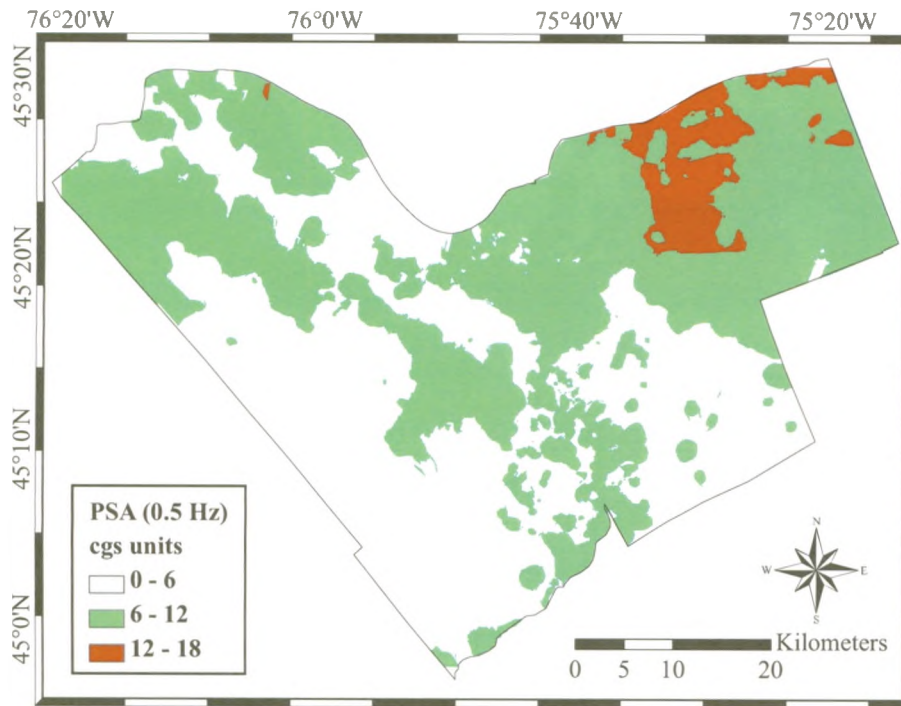 76°20'W 76°0'W 75°40'W 75°20'W
45°30'N
45°20'N
45°10'N
45°0'N
PSA (0.5 Hz)
cgs units
0 - 6
6 - 12
12 - 18
N
W E
S
Kilometers
0 5 10 20